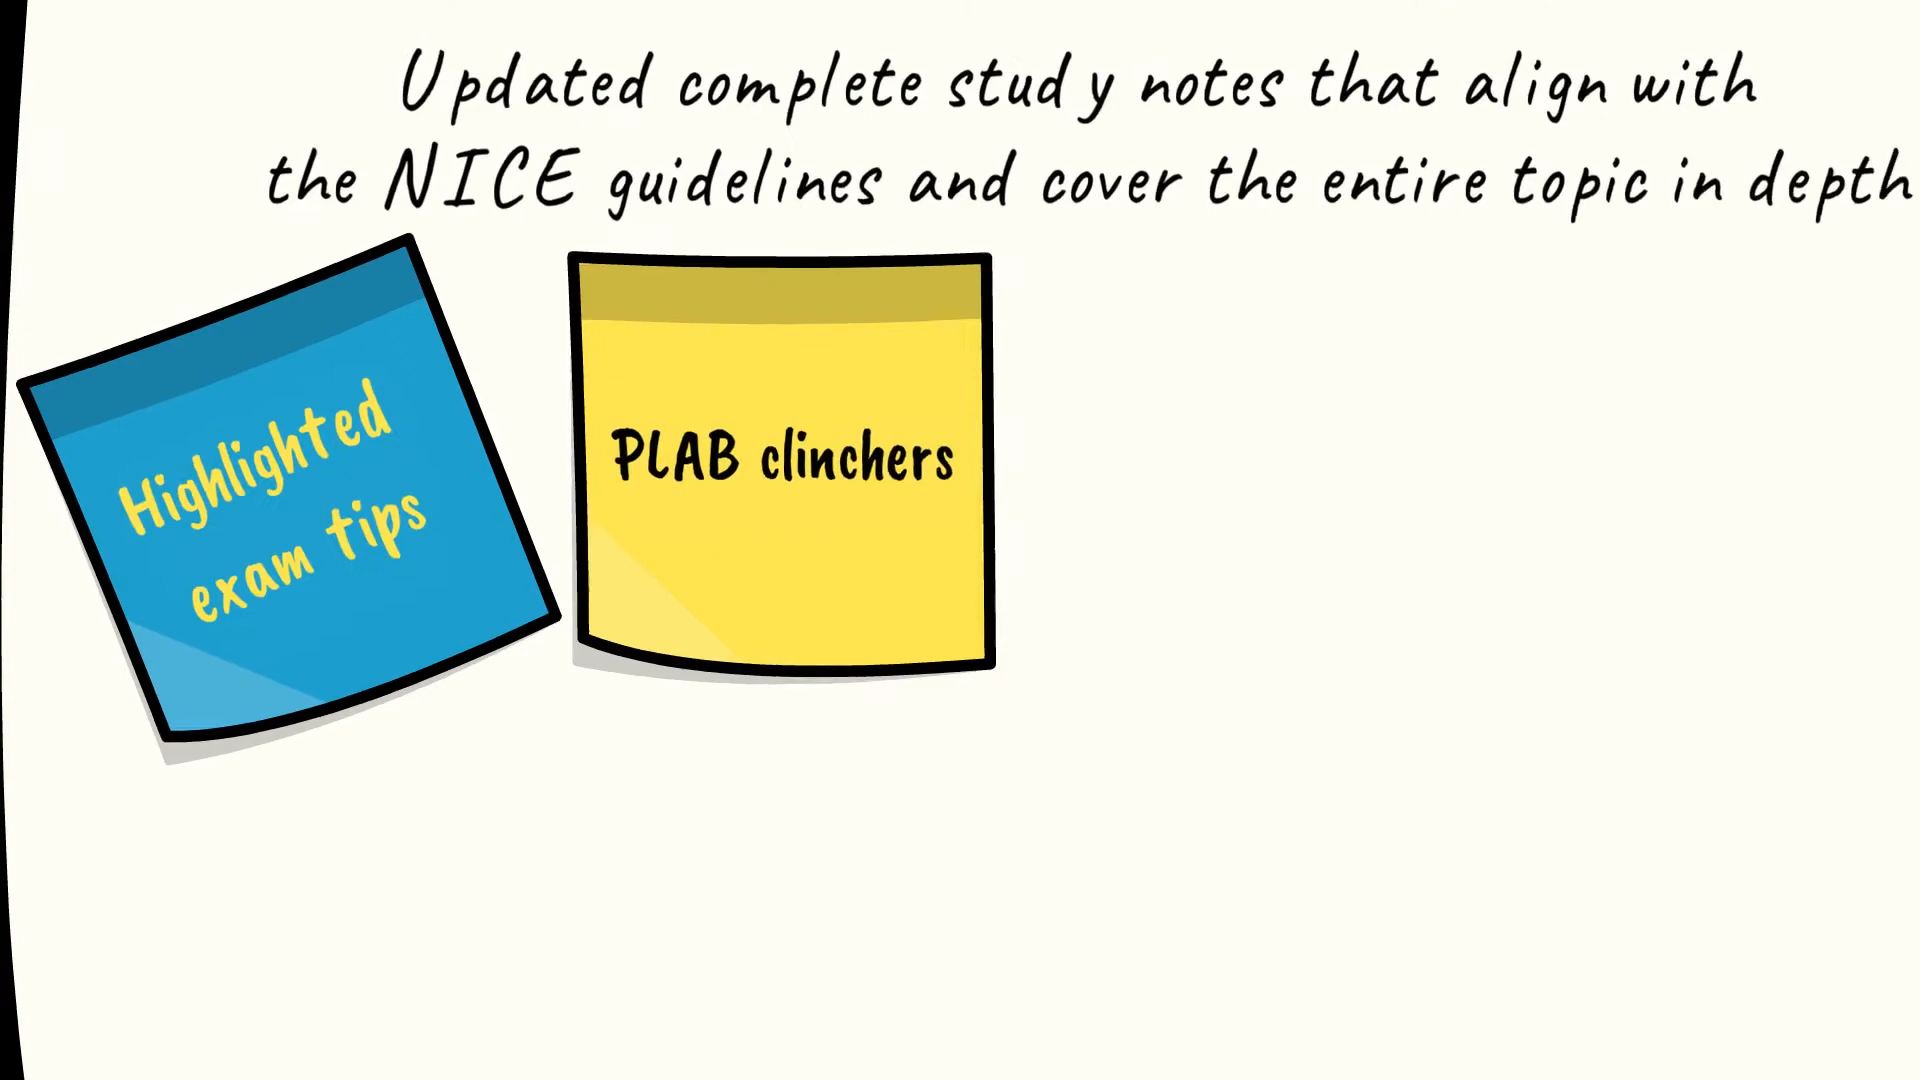 Updated complete study notes that align with
the NICE guidelines and cover the entire topic in depth
Highlighted
exam tips
PLAB clinchers